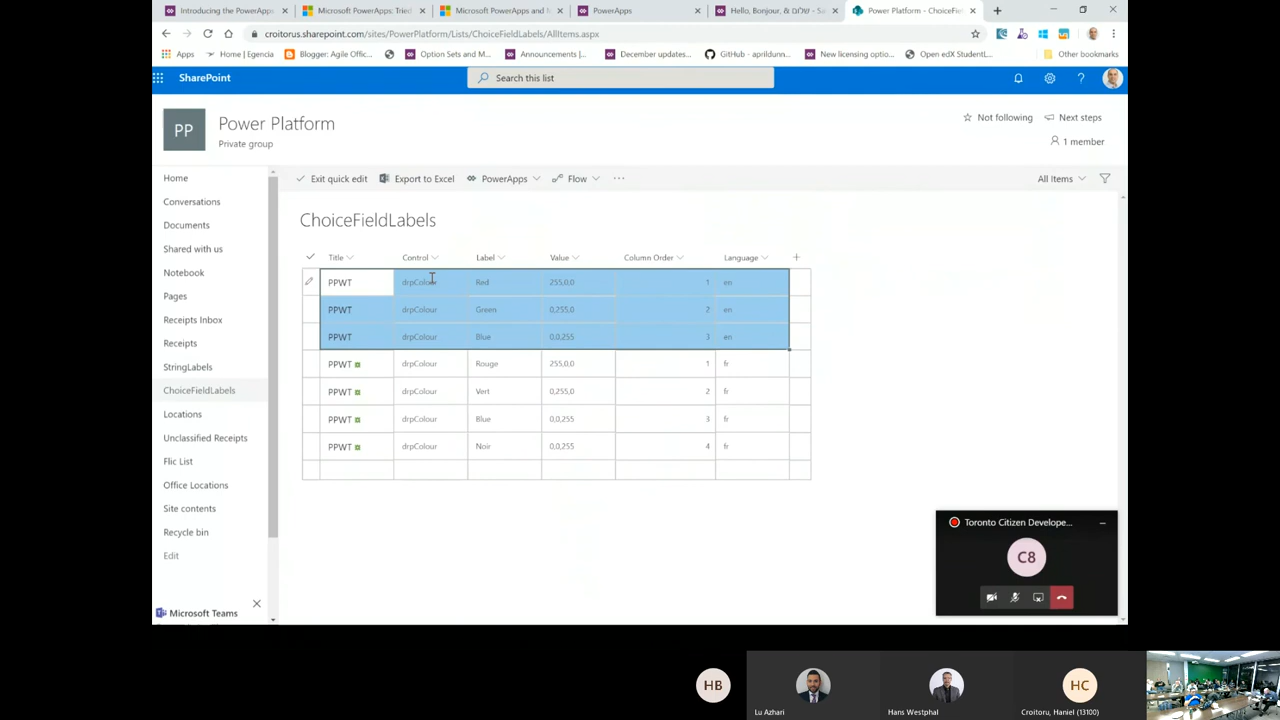 Introducing the PowerApps
Microsoft PowerApps: Tried
Microsoft PowerApps and M
PowerApps
Hello, Bonjour, & שלום - Sa
Power Platform - ChoiceFiel
croitorus.sharepoint.com/sites/PowerPlatform/Lists/ChoiceFieldLabels/AllItems.aspx
Apps
Home | Egencia
Blogger: Agile Offic...
Option Sets and M...
Announcements |...
December updates...
GitHub - aprildunn...
New licensing optio...
Open edX StudentL...
Other bookmarks
SharePoint
Search this list
PP
Power Platform
Private group
Not following
Next steps
1 member
Home
Conversations
Documents
Shared with us
Notebook
Pages
Receipts Inbox
Receipts
StringLabels
ChoiceFieldLabels
Locations
Unclassified Receipts
Flic List
Office Locations
Site contents
Recycle bin
Edit
Microsoft Teams
Exit quick edit
Export to Excel
PowerApps
Flow
All Items
ChoiceFieldLabels
Title Control Label Value Column Order Language
PPWT drpColour Red 255,0,0 1 en
PPWT drpColour Green 0,255,0 2 en
PPWT drpColour Blue 0,0,255 3 en
PPWT drpColour Rouge 255,0,0 1 fr
PPWT drpColour Vert 0,255,0 2 fr
PPWT drpColour Blue 0,0,255 3 fr
PPWT drpColour Noir 0,0,255 4 fr
Toronto Citizen Develope...
C8
HB
HC
Lu Azhari
Hans Westphal
Croitoru, Haniel (13100)